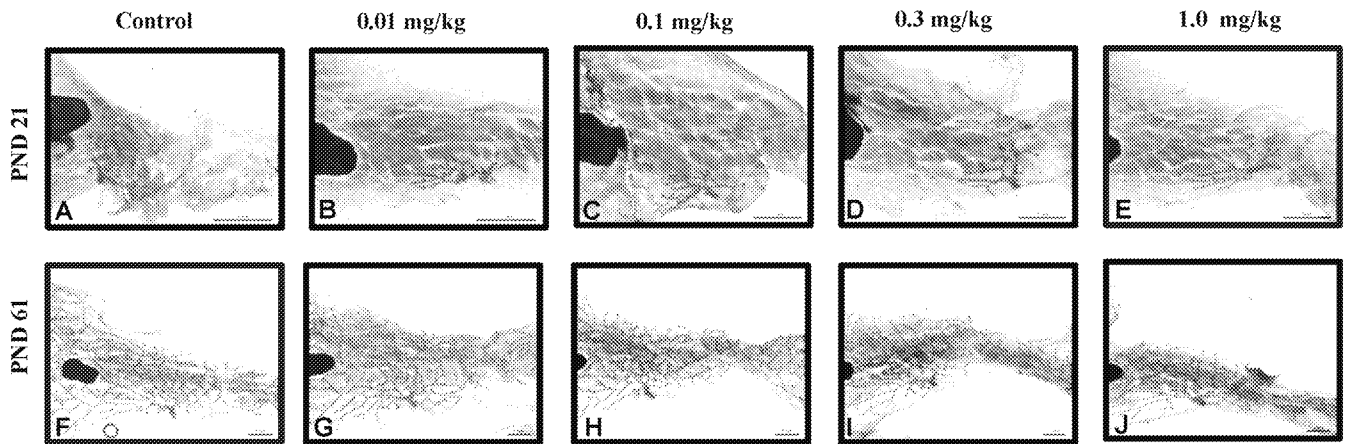 Control 0.01 mg/kg 0.1 mg/kg 0.3 mg/kg 1.0 mg/kg
PND 21
A B C D E
PND 61
F G H I J